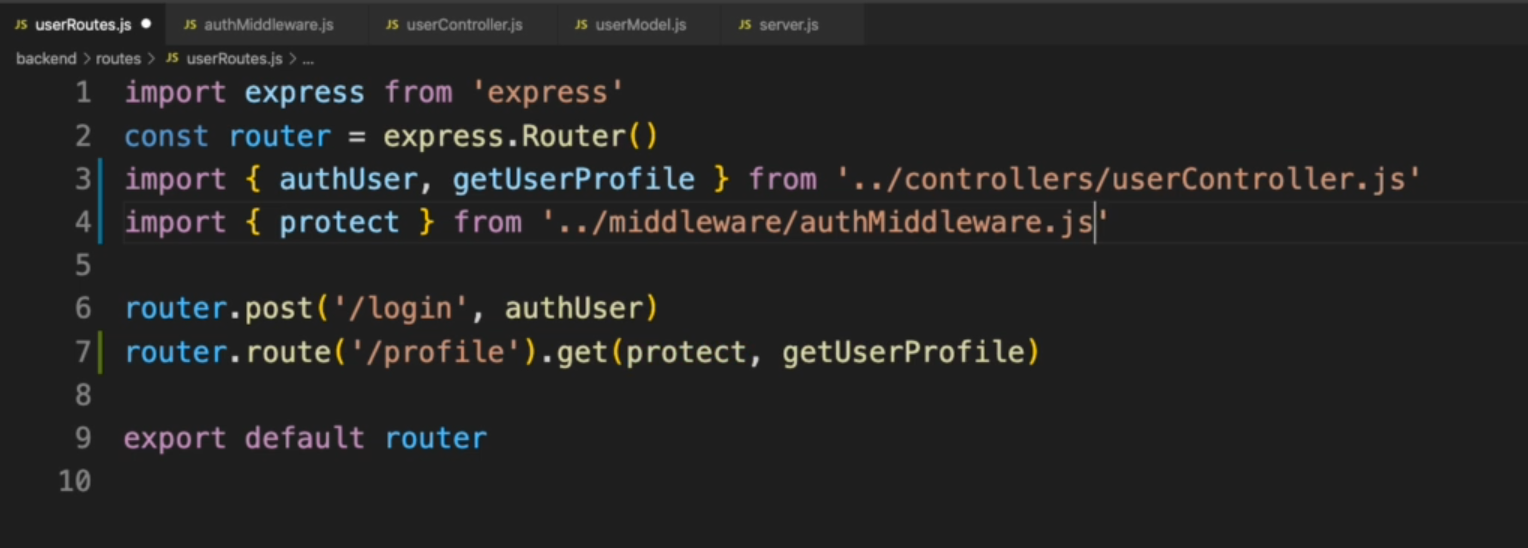 JS userRoutes.js ● JS authMiddleware.js JS userController.js JS userModel.js JS server.js
backend > routes > JS userRoutes.js > ...
1 import express from 'express'
2 const router = express.Router()
3 import { authUser, getUserProfile } from '../controllers/userController.js'
4 import { protect } from '../middleware/authMiddleware.js'
5
6 router.post('/login', authUser)
7 router.route('/profile').get(protect, getUserProfile)
8
9 export default router
10